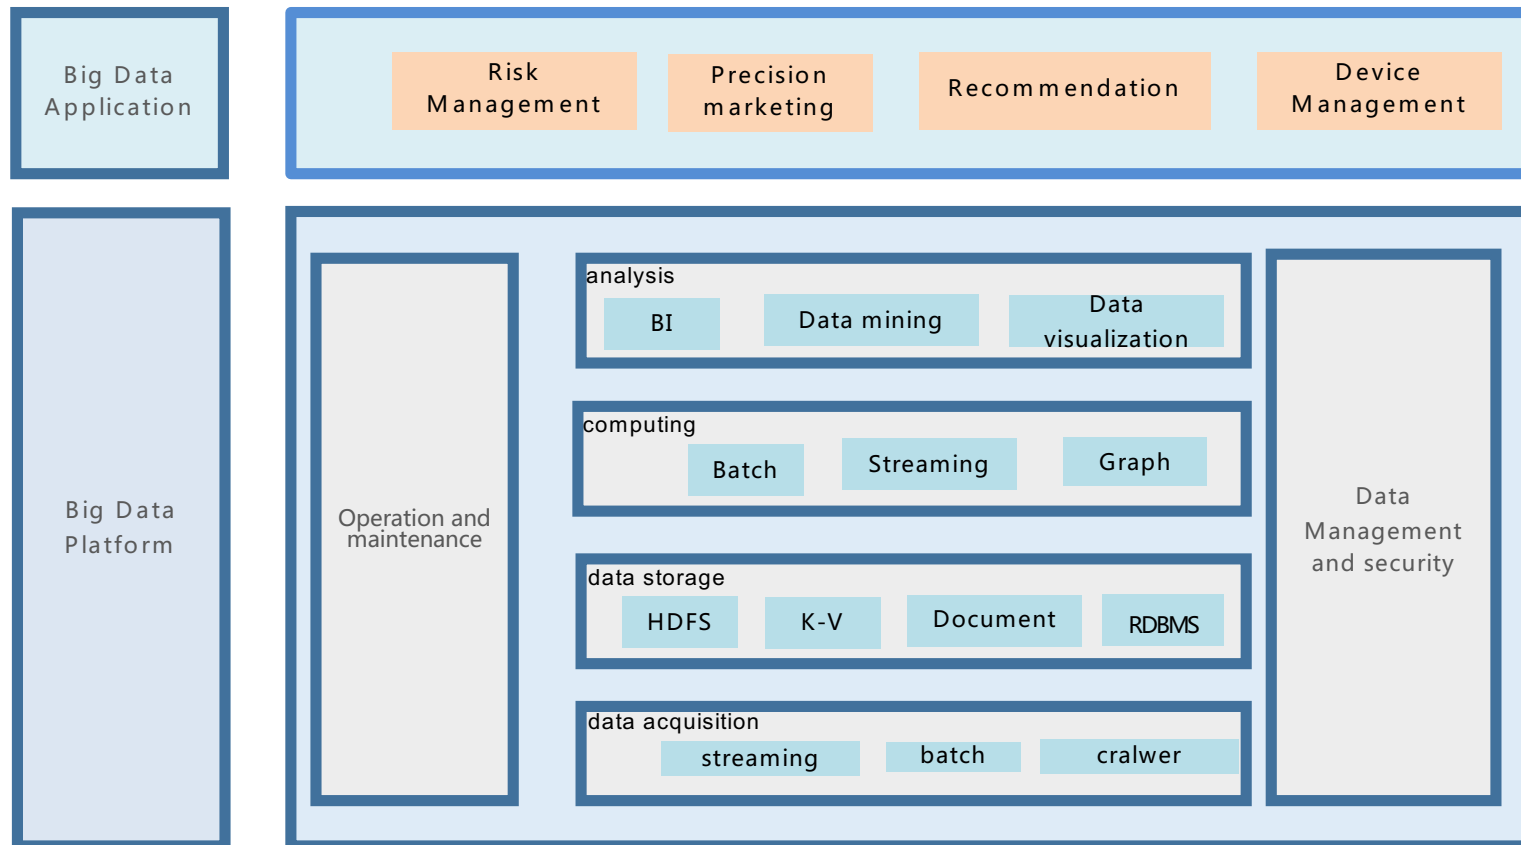 Big Data
Application
Risk
Management
Precision
marketing
Recommendation
Device
Management
Big Data
Platform
Operation and
maintenance
analysis
BI
Data mining
Data
visualization
computing
Batch
Streaming
Graph
data storage
HDFS
K-V
Document
RDBMS
data acquisition
streaming
batch
cralwer
Data
Management
and security